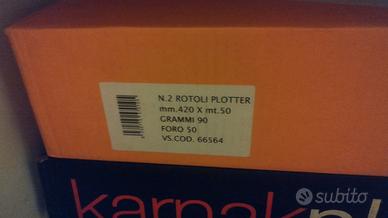 N.2 ROTOLI PLOTTER
mm.420 X mt.50
GRAMMI 90
FORO 50
VS.COD. 66564
karnak
subito